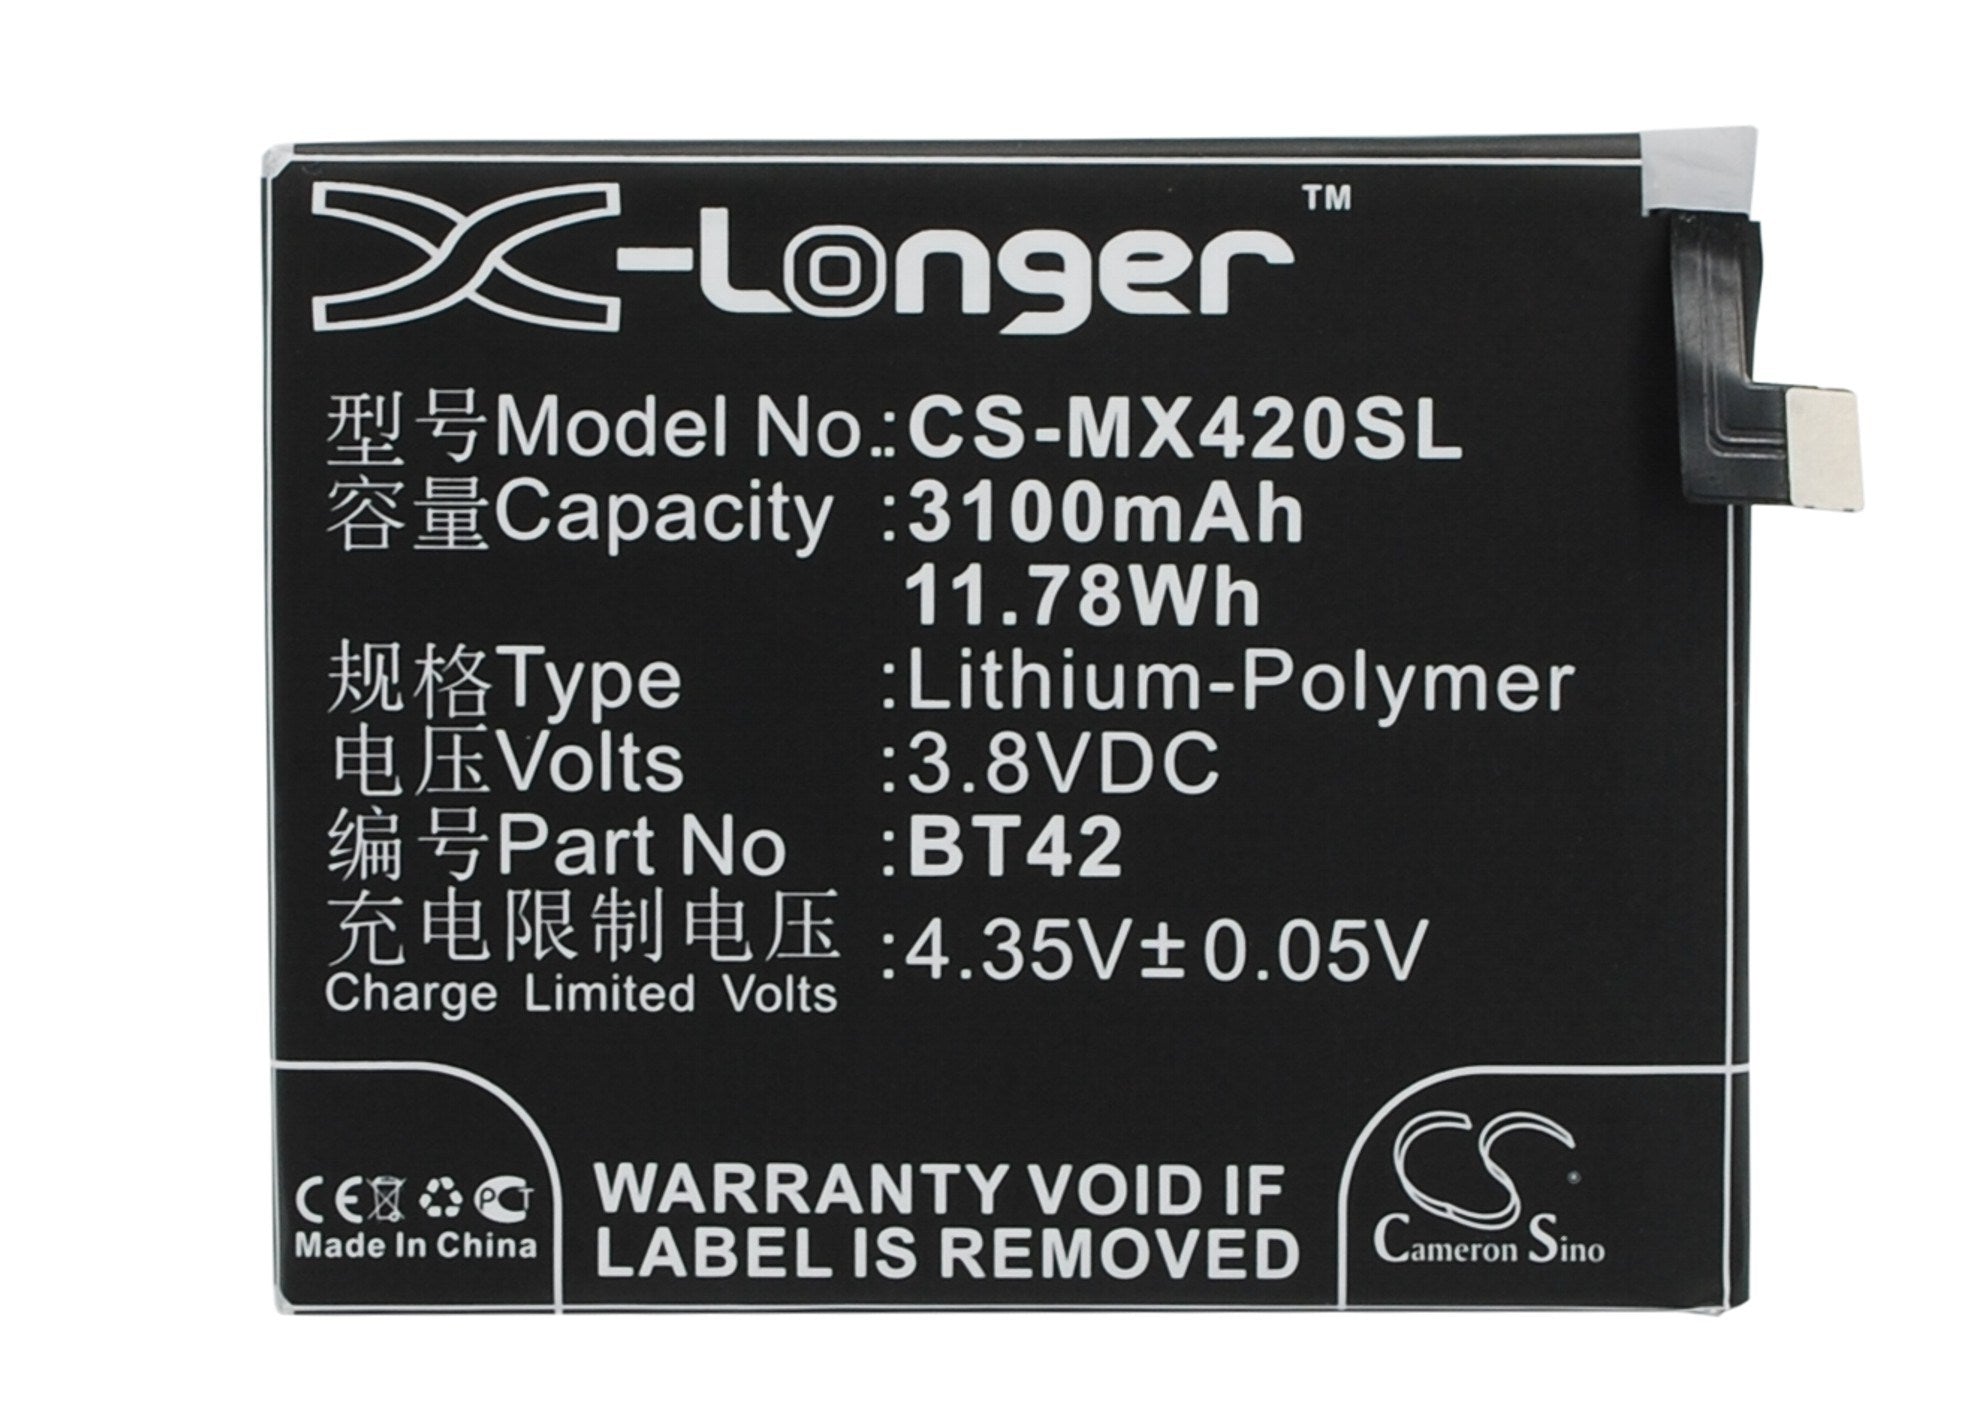 X-Longer™
型号Model No.:CS-MX420SL
容量Capacity :3100mAh
11.78Wh
规格Type :Lithium-Polymer
电压Volts :3.8VDC
编号Part No :BT42
充电限制电压 :4.35V±0.05V
Charge Limited Volts
CE PCT
Made In China
WARRANTY VOID IF
LABEL IS REMOVED
CS
Cameron Sino